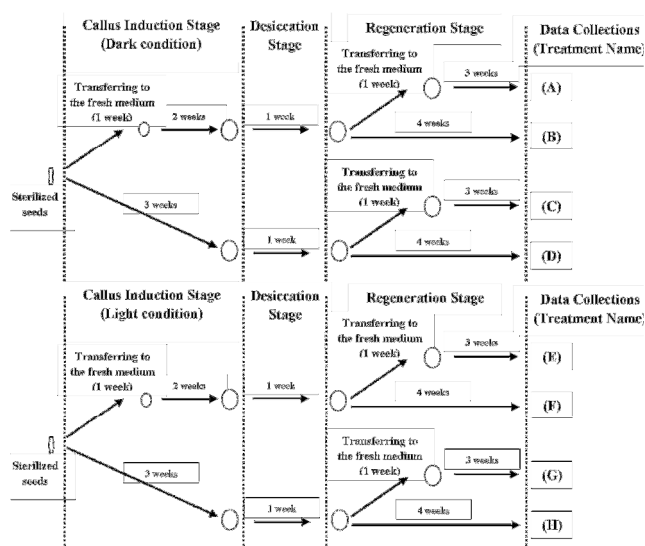 Callus Induction Stage
(Dark condition)
Desiccation
Stage
Regeneration Stage
Data Collections
(Treatment Name)
Transferring to
the fresh medium
(1 week)
2 weeks
1 week
Transferring to
the fresh medium
(1 week)
3 weeks
(A)
4 weeks
(B)
Sterilized
seeds
3 weeks
1 week
Transferring to
the fresh medium
(1 week)
3 weeks
(C)
4 weeks
(D)
Callus Induction Stage
(Light condition)
Desiccation
Stage
Regeneration Stage
Data Collections
(Treatment Name)
Transferring to
the fresh medium
(1 week)
2 weeks
1 week
Transferring to
the fresh medium
(1 week)
3 weeks
(E)
4 weeks
(F)
Sterilized
seeds
3 weeks
1 week
Transferring to
the fresh medium
(1 week)
3 weeks
(G)
4 weeks
(H)